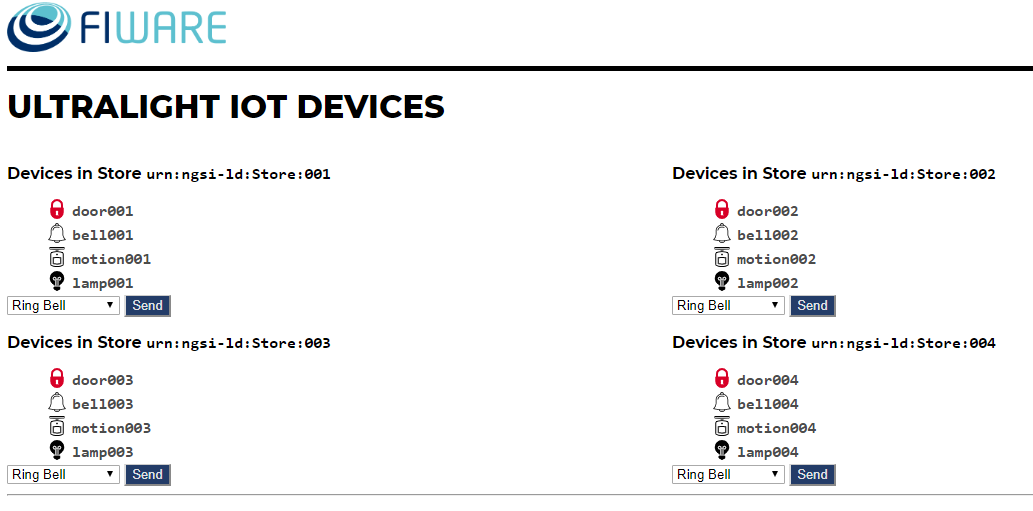 FIWARE
ULTRALIGHT IOT DEVICES
Devices in Store urn:ngsi-ld:Store:001
door001
bell001
motion001
lamp001
Ring Bell Send
Devices in Store urn:ngsi-ld:Store:002
door002
bell002
motion002
lamp002
Ring Bell Send
Devices in Store urn:ngsi-ld:Store:003
door003
bell003
motion003
lamp003
Ring Bell Send
Devices in Store urn:ngsi-ld:Store:004
door004
bell004
motion004
lamp004
Ring Bell Send